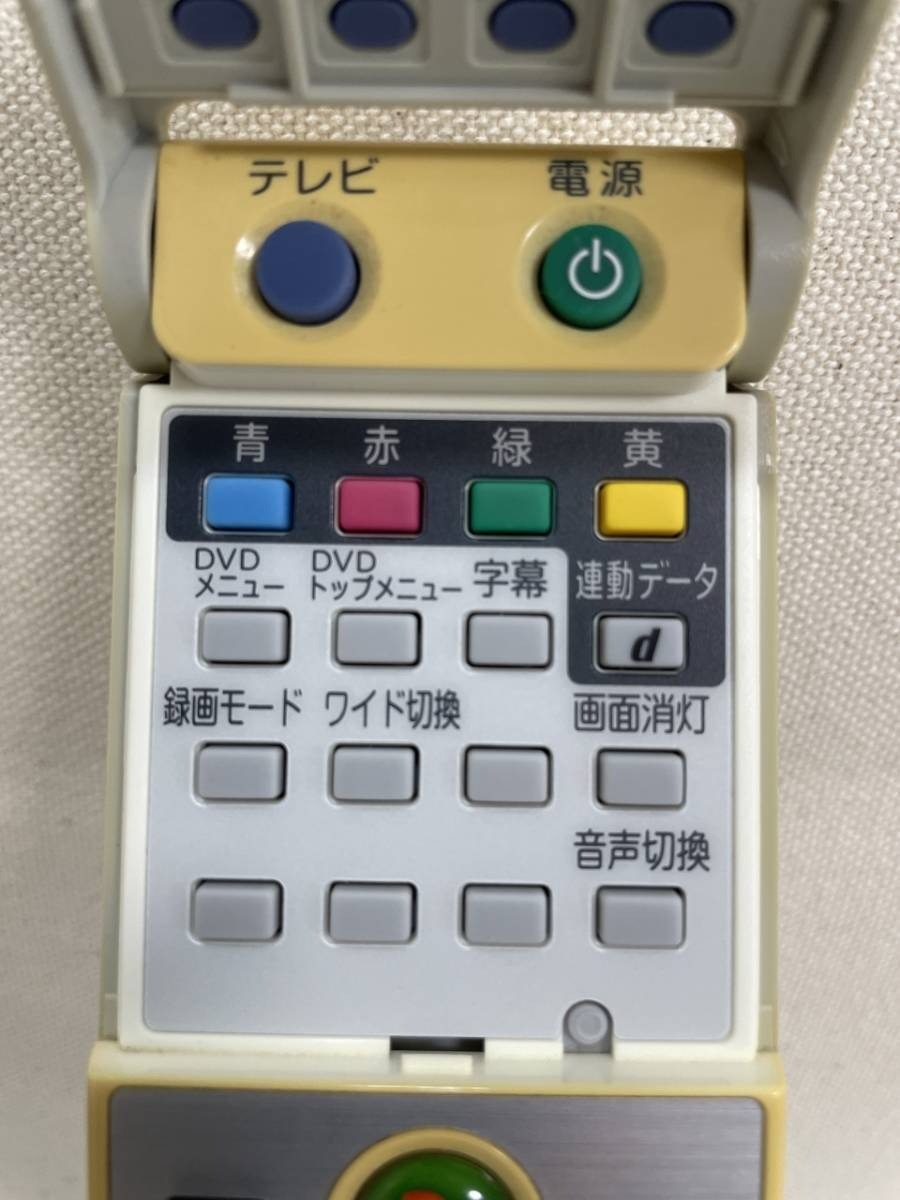 テレビ 電源
青 赤 緑 黄
DVD メニュー DVD トップメニュー 字幕 連動データ
d
録画モード ワイド切換 画面消灯
音声切換